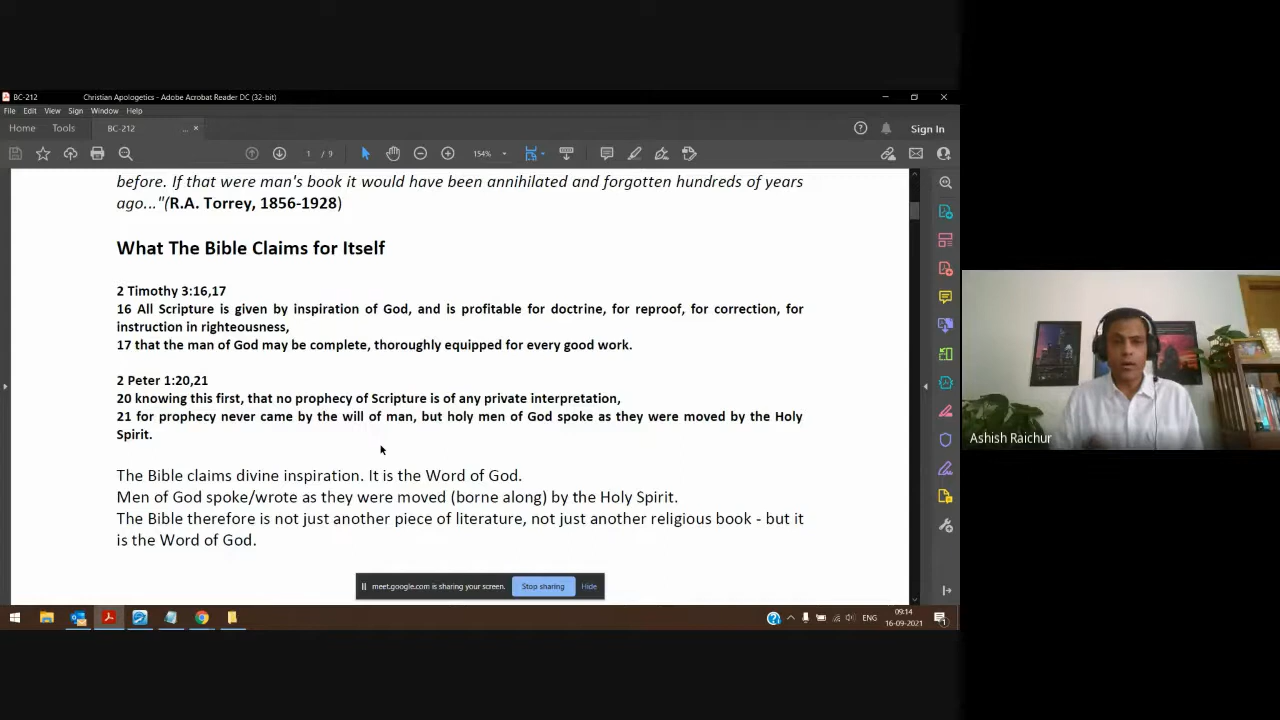 BC-212 Christian Apologetics - Adobe Acrobat Reader DC (32-bit)
File Edit View Sign Window Help
Home Tools BC-212 ... × Sign In
1 / 9 154%
before. If that were man's book it would have been annihilated and forgotten hundreds of years
ago..."(R.A. Torrey, 1856-1928)
What The Bible Claims for Itself
2 Timothy 3:16,17
16 All Scripture is given by inspiration of God, and is profitable for doctrine, for reproof, for correction, for
instruction in righteousness,
17 that the man of God may be complete, thoroughly equipped for every good work.
2 Peter 1:20,21
20 knowing this first, that no prophecy of Scripture is of any private interpretation,
21 for prophecy never came by the will of man, but holy men of God spoke as they were moved by the Holy
Spirit.
The Bible claims divine inspiration. It is the Word of God.
Men of God spoke/wrote as they were moved (borne along) by the Holy Spirit.
The Bible therefore is not just another piece of literature, not just another religious book - but it
is the Word of God.
meet.google.com is sharing your screen. Stop sharing Hide
ENG 09:14
16-09-2021
Ashish Raichur